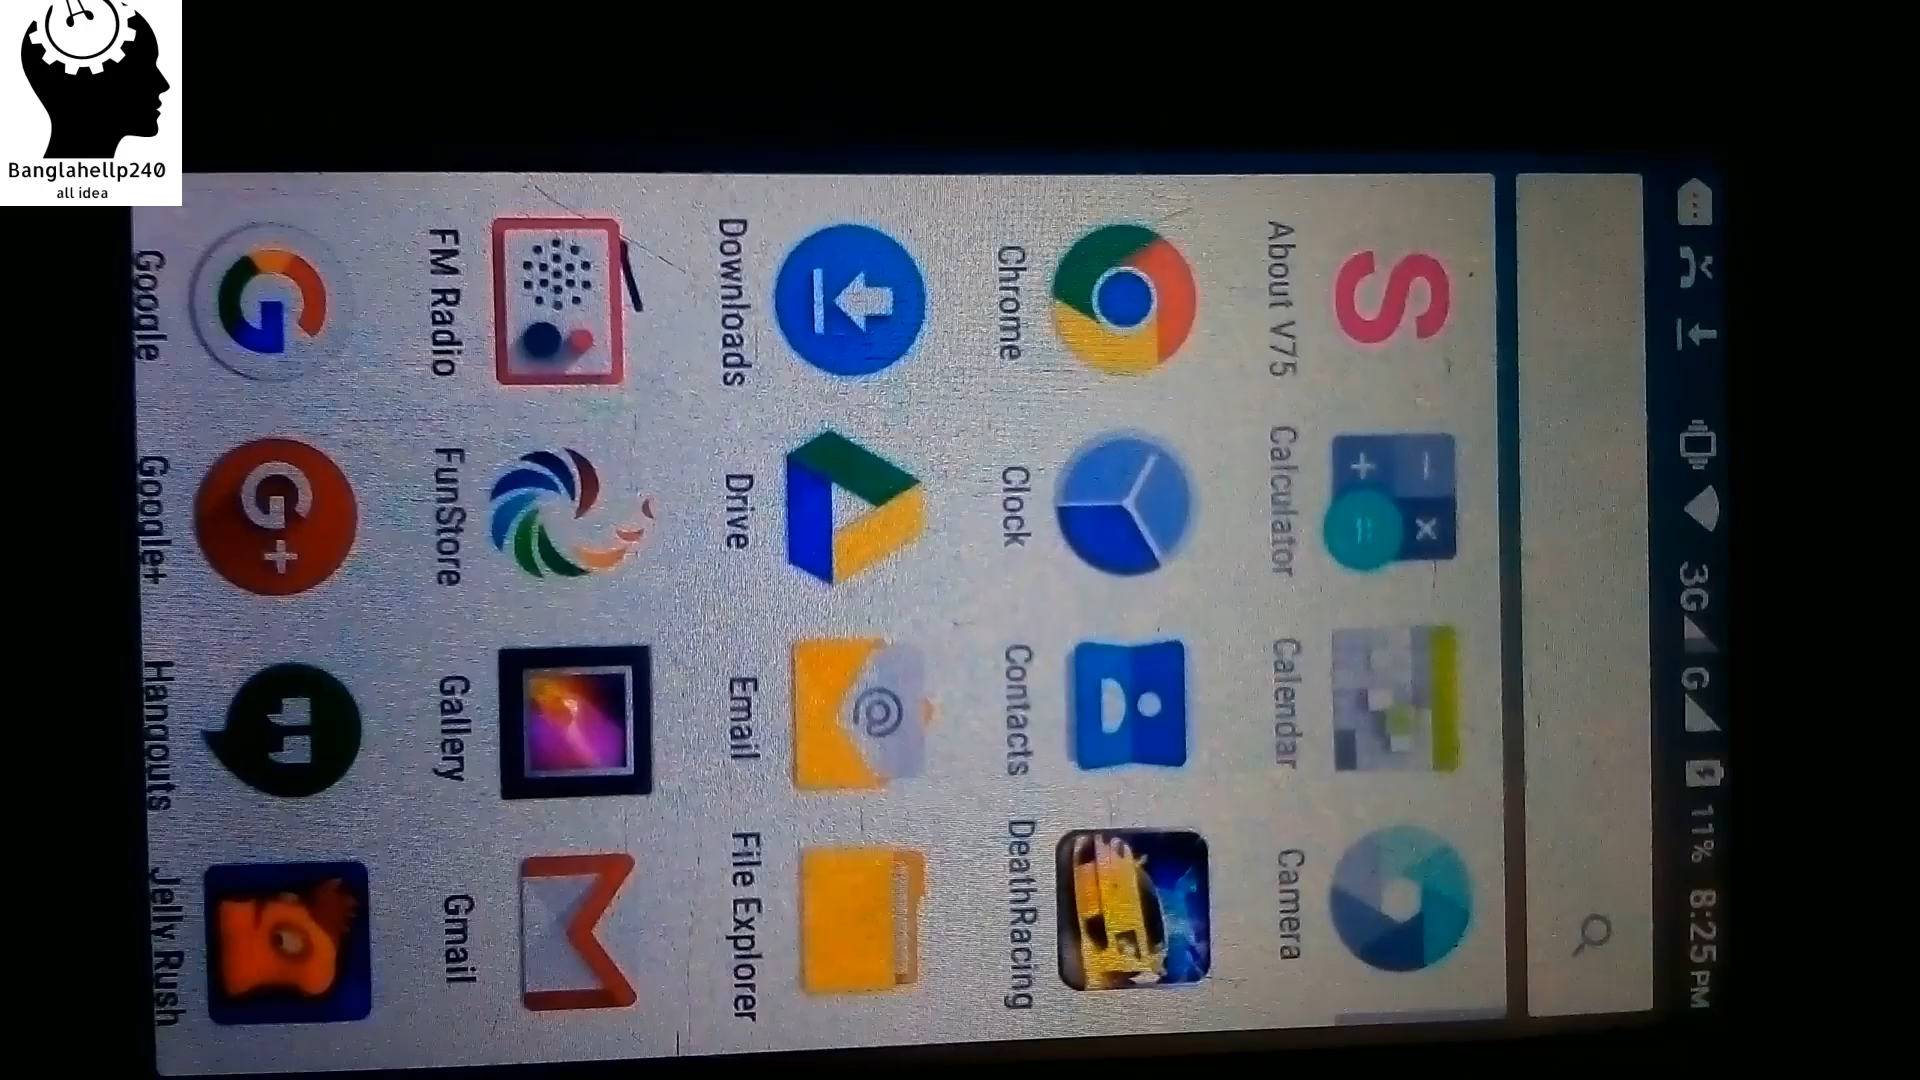 Banglahellp240
all idea
3G G 11% 8:25 PM
About V75 Calculator Calendar Camera
Chrome Clock Contacts DeathRacing
Downloads Drive Email File Explorer
FM Radio FunStore Gallery Gmail
Google Google+ Hangouts Jelly Rush